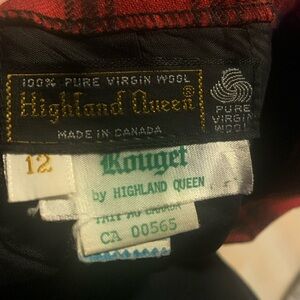 100% PURE VIRGIN WOOL
Highland Queen®
MADE IN CANADA
PURE
VIRGIN
WOOL
12
Rouget
by HIGHLAND QUEEN
CA 00565